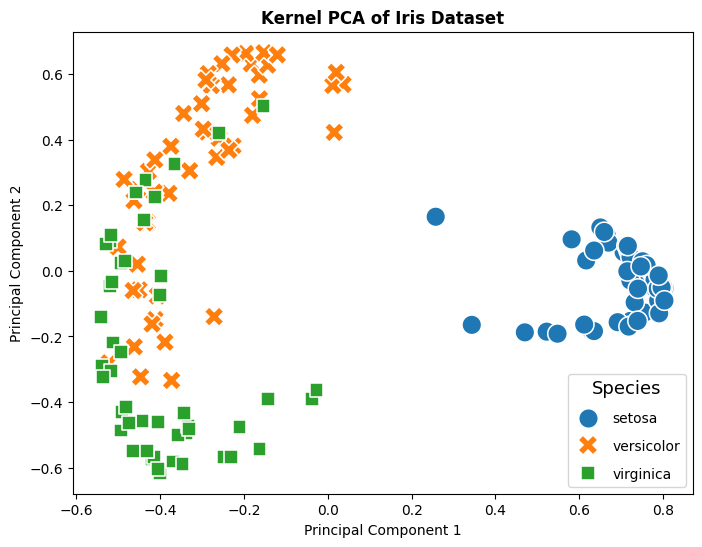 Kernel PCA of Iris Dataset
Principal Component 2
0.6
0.4
0.2
0.0
−0.2
−0.4
−0.6
−0.6
−0.4
−0.2
0.0
0.2
0.4
0.6
0.8
Principal Component 1
Species
setosa
versicolor
virginica